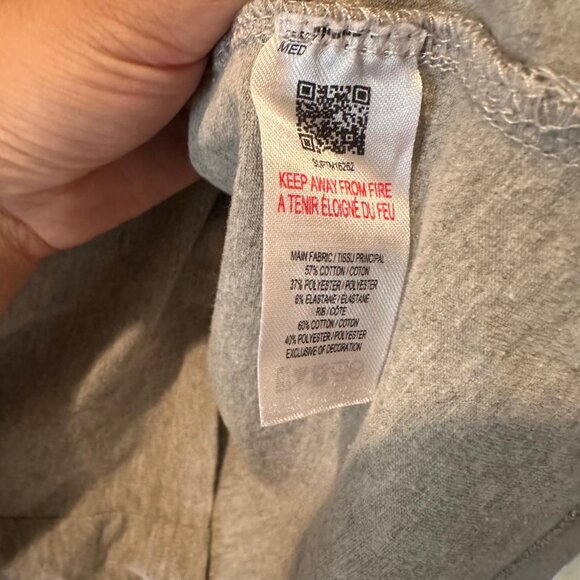 MED
SUPTM16262
KEEP AWAY FROM FIRE
A TENIR ÉLOIGNÉ DU FEU
MAIN FABRIC / TISSU PRINCIPAL
57% COTTON / COTON
37% POLYESTER / POLYESTER
6% ELASTANE / ELASTANE
RIB / CÔTE
60% COTTON / COTON
40% POLYESTER / POLYESTER
EXCLUSIVE OF DECORATION